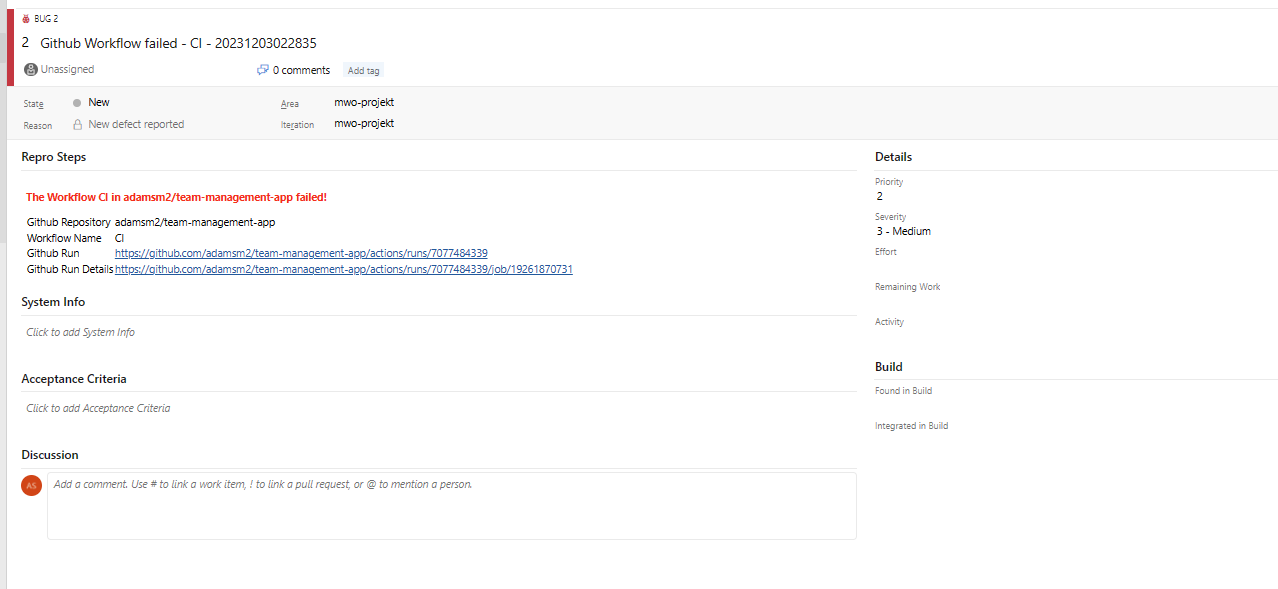 BUG 2
2 Github Workflow failed - CI - 20231203022835
Unassigned 0 comments Add tag
State New Area mwo-projekt
Reason New defect reported Iteration mwo-projekt
Repro Steps
The Workflow CI in adamsm2/team-management-app failed!
Github Repository adamsm2/team-management-app
Workflow Name CI
Github Run https://github.com/adamsm2/team-management-app/actions/runs/7077484339
Github Run Details https://github.com/adamsm2/team-management-app/actions/runs/7077484339/job/19261870731
System Info
Click to add System Info
Acceptance Criteria
Click to add Acceptance Criteria
Discussion
AS Add a comment. Use # to link a work item, ! to link a pull request, or @ to mention a person.
Details
Priority
2
Severity
3 - Medium
Effort
Remaining Work
Activity
Build
Found in Build
Integrated in Build